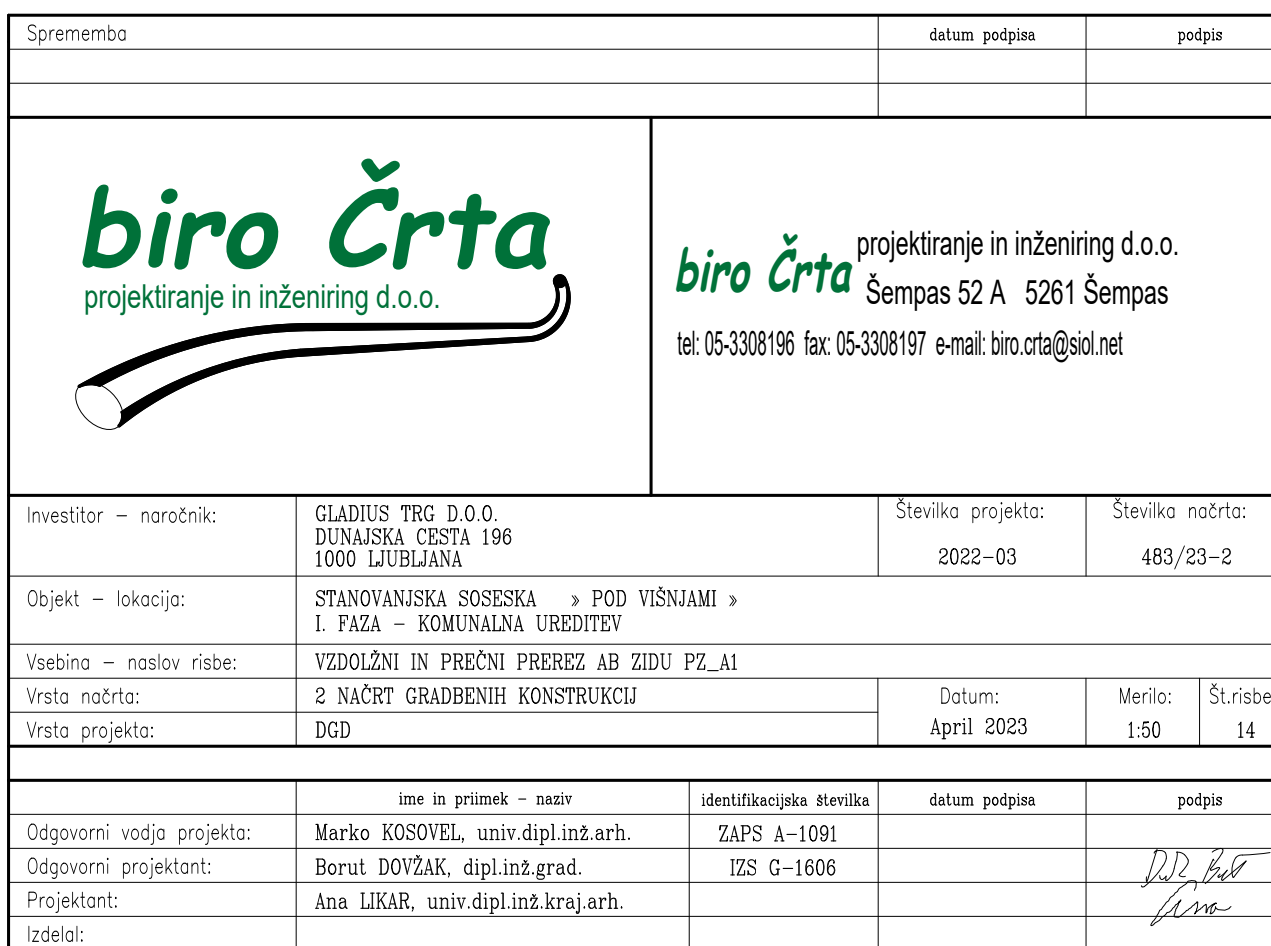 Sprememba datum podpisa podpis
biro Črta
projektiranje in inženiring d.o.o.
biro Črta projektiranje in inženiring d.o.o.
Šempas 52 A 5261 Šempas
tel: 05-3308196 fax: 05-3308197 e-mail: biro.crta@siol.net
Investitor – naročnik: GLADIUS TRG D.O.O. Številka projekta: Številka načrta:
DUNAJSKA CESTA 196
1000 LJUBLJANA 2022-03 483/23-2
Objekt – lokacija: STANOVANJSKA SOSESKA » POD VIŠNJAMI »
I. FAZA – KOMUNALNA UREDITEV
Vsebina – naslov risbe: VZDOLŽNI IN PREČNI PREREZ AB ZIDU PZ_A1
Vrsta načrta: 2 NAČRT GRADBENIH KONSTRUKCIJ Datum: Merilo: Št.risbe
Vrsta projekta: DGD April 2023 1:50 14
ime in priimek – naziv identifikacijska številka datum podpisa podpis
Odgovorni vodja projekta: Marko KOSOVEL, univ.dipl.inž.arh. ZAPS A-1091
Odgovorni projektant: Borut DOVŽAK, dipl.inž.grad. IZS G-1606
Projektant: Ana LIKAR, univ.dipl.inž.kraj.arh.
Izdelal: